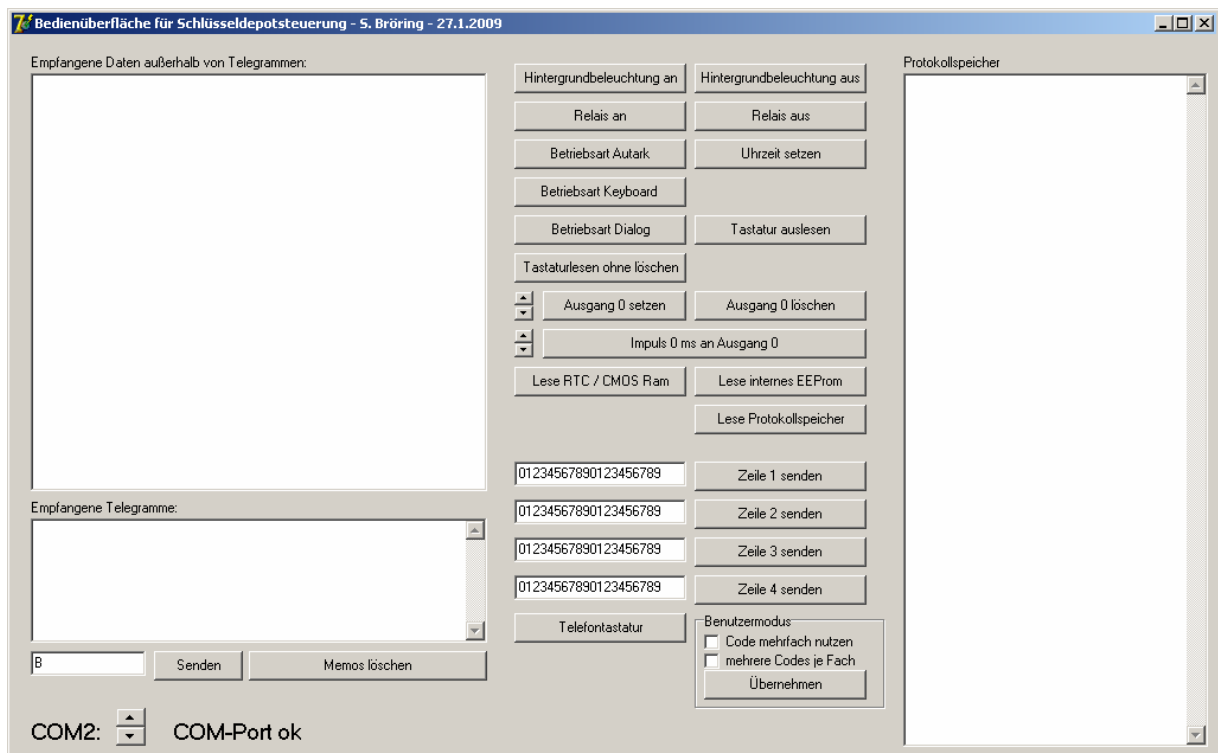 Bedienüberfläche für Schlüsseldepotsteuerung - S. Bröring - 27.1.2009
Empfangene Daten außerhalb von Telegrammen:
Hintergrundbeleuchtung an
Hintergrundbeleuchtung aus
Protokollspeicher
Relais an
Relais aus
Betriebsart Autark
Uhrzeit setzen
Betriebsart Keyboard
Betriebsart Dialog
Tastatur auslesen
Tastaturlesen ohne löschen
Ausgang 0 setzen
Ausgang 0 löschen
Impuls 0 ms an Ausgang 0
Lese RTC / CMOS Ram
Lese internes EEProm
Lese Protokollspeicher
01234567890123456789
Zeile 1 senden
Empfangene Telegramme:
01234567890123456789
Zeile 2 senden
01234567890123456789
Zeile 3 senden
01234567890123456789
Zeile 4 senden
Telefontastatur
Benutzermodus
Code mehrfach nutzen
mehrere Codes je Fach
Übernehmen
B
Senden
Memos löschen
COM2:
COM-Port ok